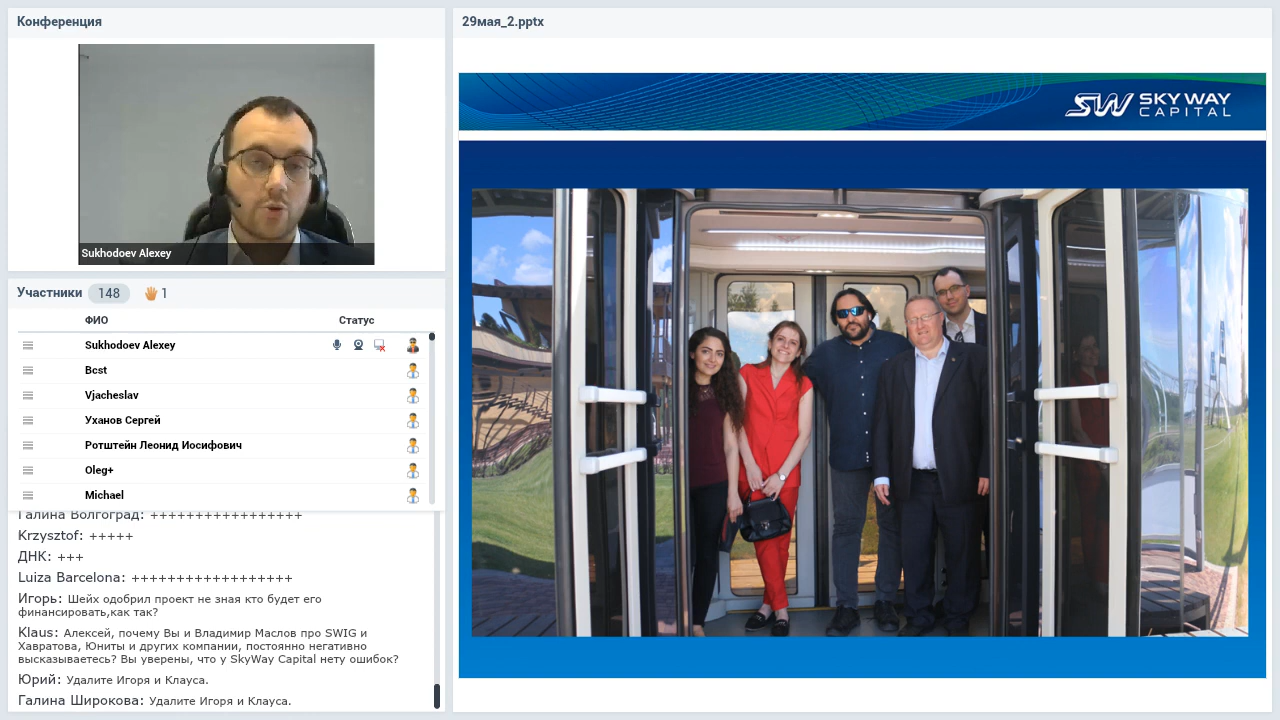 Конференция
Sukhodoev Alexey
Участники 148 1
ФИО Статус
Sukhodoev Alexey
Bcst
Vjacheslav
Уханов Сергей
Ротштейн Леонид Иосифович
Oleg+
Michael
Галина Волгоград: +++++++++++++++++
Krzysztof: +++++
ДНК: +++
Luiza Barcelona: ++++++++++++++++++
Игорь: Шейх одобрил проект не зная кто будет его
финансировать,как так?
Klaus: Алексей, почему Вы и Владимир Маслов про SWIG и
Хавратова, Юниты и других компании, постоянно негативно
высказываетесь? Вы уверены, что у SkyWay Capital нету ошибок?
Юрий: Удалите Игоря и Клауса.
Галина Широкова: Удалите Игоря и Клауса.
29мая_2.pptx
SW SKY WAY
CAPITAL